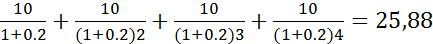 10/(1+0.2) + 10/(1+0.2)2 + 10/(1+0.2)3 + 10/(1+0.2)4 = 25,88